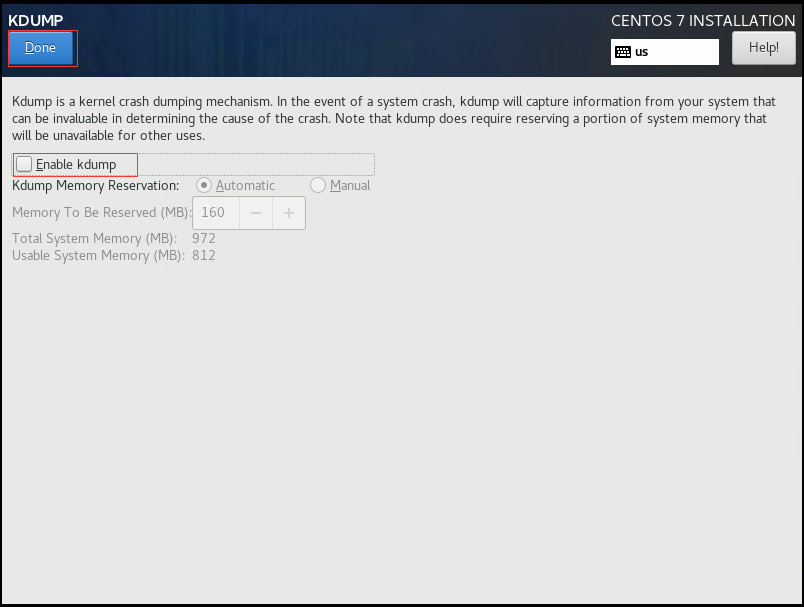 KDUMP
CENTOS 7 INSTALLATION
Done
us
Help!
Kdump is a kernel crash dumping mechanism. In the event of a system crash, kdump will capture information from your system that
can be invaluable in determining the cause of the crash. Note that kdump does require reserving a portion of system memory that
will be unavailable for other uses.
Enable kdump
Kdump Memory Reservation: Automatic Manual
Memory To Be Reserved (MB): 160 − +
Total System Memory (MB): 972
Usable System Memory (MB): 812